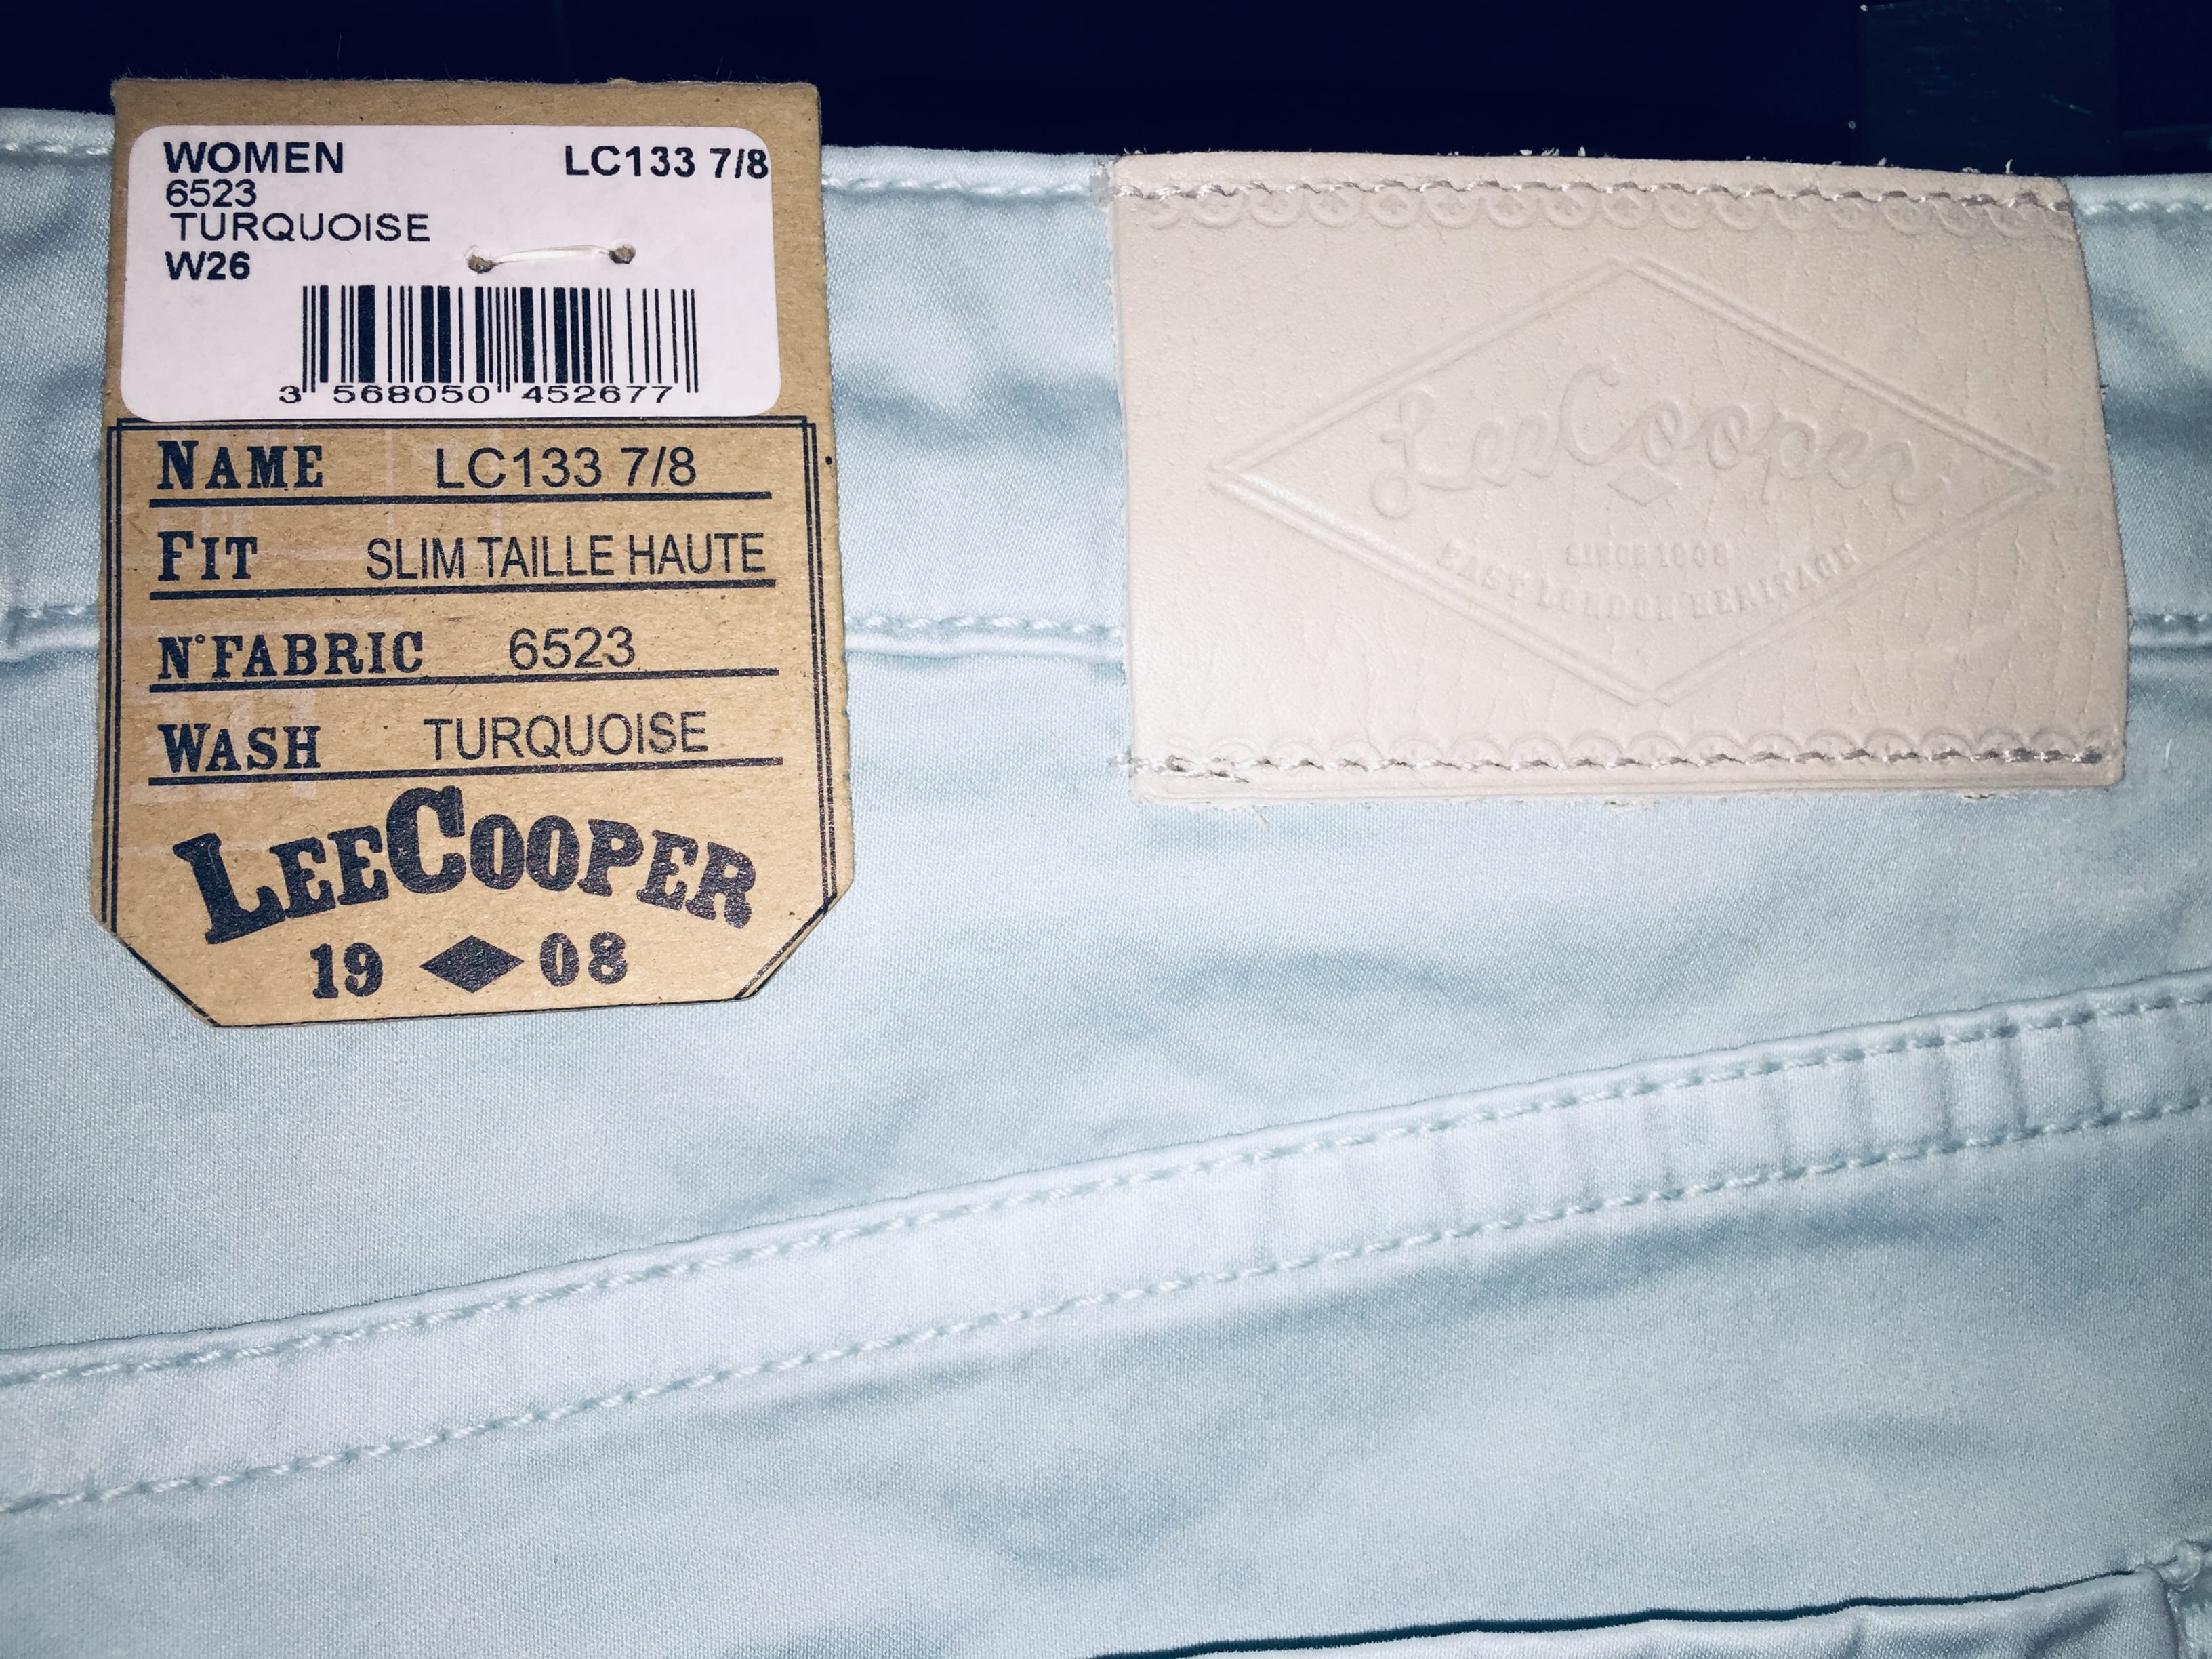 WOMEN LC133 7/8
6523
TURQUOISE
W26
3 568050 452677
NAME LC133 7/8
FIT SLIM TAILLE HAUTE
N°FABRIC 6523
WASH TURQUOISE
LEECOOPER
19 08
LeeCooper
SINCE 1908
EAST LONDON HERITAGE